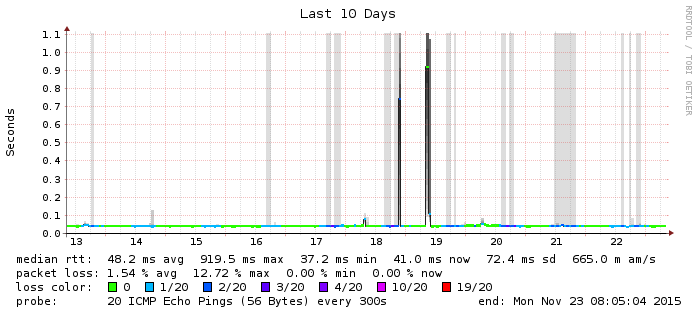 Last 10 Days
RRDTOOL / TOBI OETIKER
Seconds
1.1
1.0
0.9
0.8
0.7
0.6
0.5
0.4
0.3
0.2
0.1
0.0
13 14 15 16 17 18 19 20 21 22
median rtt: 48.2 ms avg 919.5 ms max 37.2 ms min 41.0 ms now 72.4 ms sd 665.0 m am/s
packet loss: 1.54 % avg 12.72 % max 0.00 % min 0.00 % now
loss color: 0 1/20 2/20 3/20 4/20 10/20 19/20
probe: 20 ICMP Echo Pings (56 Bytes) every 300s end: Mon Nov 23 08:05:04 2015